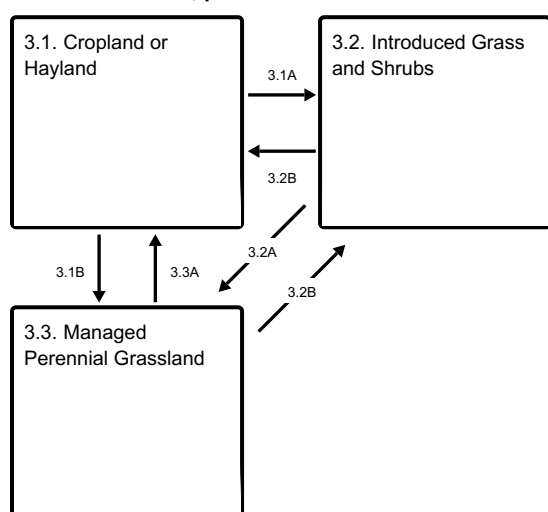 3.1. Cropland or
Hayland
3.2. Introduced Grass
and Shrubs
3.1A
3.2B
3.2A
3.1B
3.3A
3.2B
3.3. Managed
Perennial Grassland